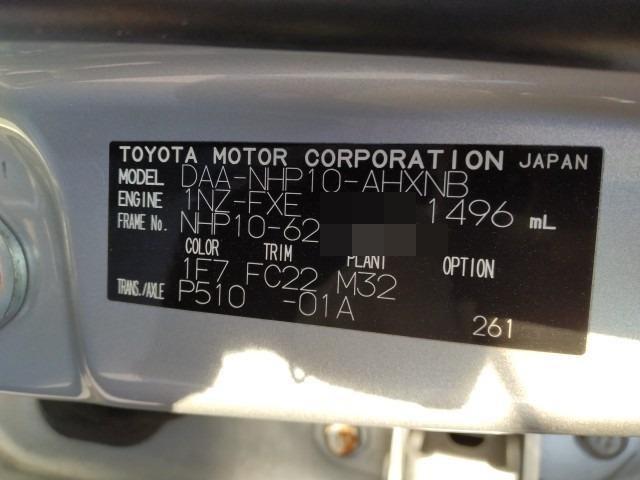 TOYOTA MOTOR CORPORATION JAPAN
MODEL DAA-NHP10-AHXNB
ENGINE 1NZ-FXE 1496 mL
FRAME No. NHP10-62
COLOR TRIM PLANT OPTION
1F7 FC22 M32
TRANS./AXLE P510 -01A
261